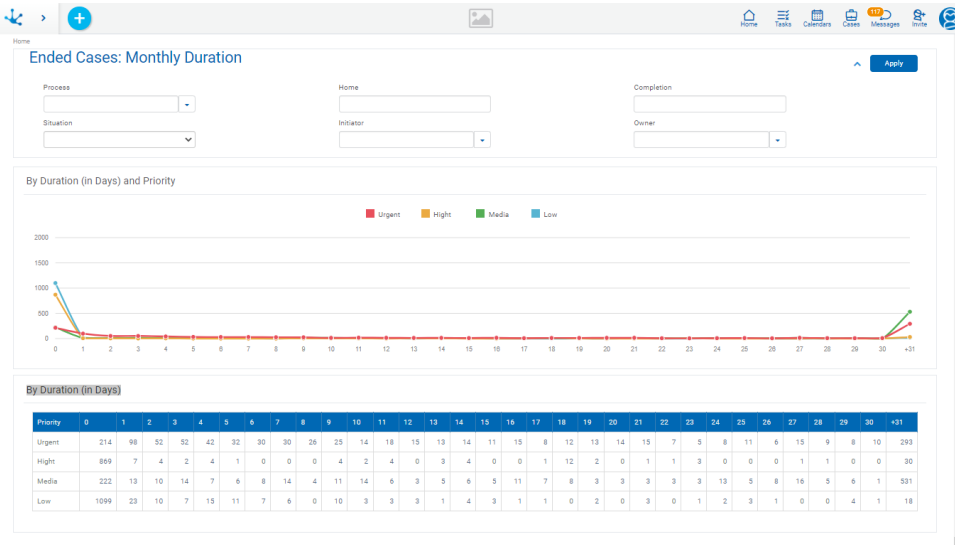 117
Home Tasks Calendars Cases Messages Invite
Home
Ended Cases: Monthly Duration
Apply
Process Home Completion
Situation Initiator Owner
By Duration (in Days) and Priority
Urgent Hight Media Low
2000
1500
1000
500
0
0 1 2 3 4 5 6 7 8 9 10 11 12 13 14 15 16 17 18 19 20 21 22 23 24 25 26 27 28 29 30 +31
By Duration (in Days)
Priority 0 1 2 3 4 5 6 7 8 9 10 11 12 13 14 15 16 17 18 19 20 21 22 23 24 25 26 27 28 29 30 +31
Urgent 214 98 52 52 42 32 30 30 26 25 14 18 15 13 14 11 15 8 12 13 14 15 7 5 8 11 6 15 9 8 10 293
Hight 869 7 4 2 4 1 0 0 0 4 2 4 0 3 4 0 0 1 12 2 0 1 1 3 0 0 0 1 1 0 0 30
Media 222 13 10 14 7 6 8 14 4 11 14 6 3 5 6 5 11 7 8 3 3 3 3 3 13 5 8 16 5 6 1 531
Low 1099 23 10 7 15 11 7 6 0 10 3 3 3 1 4 3 1 1 0 2 0 3 0 1 2 3 1 0 0 4 1 18